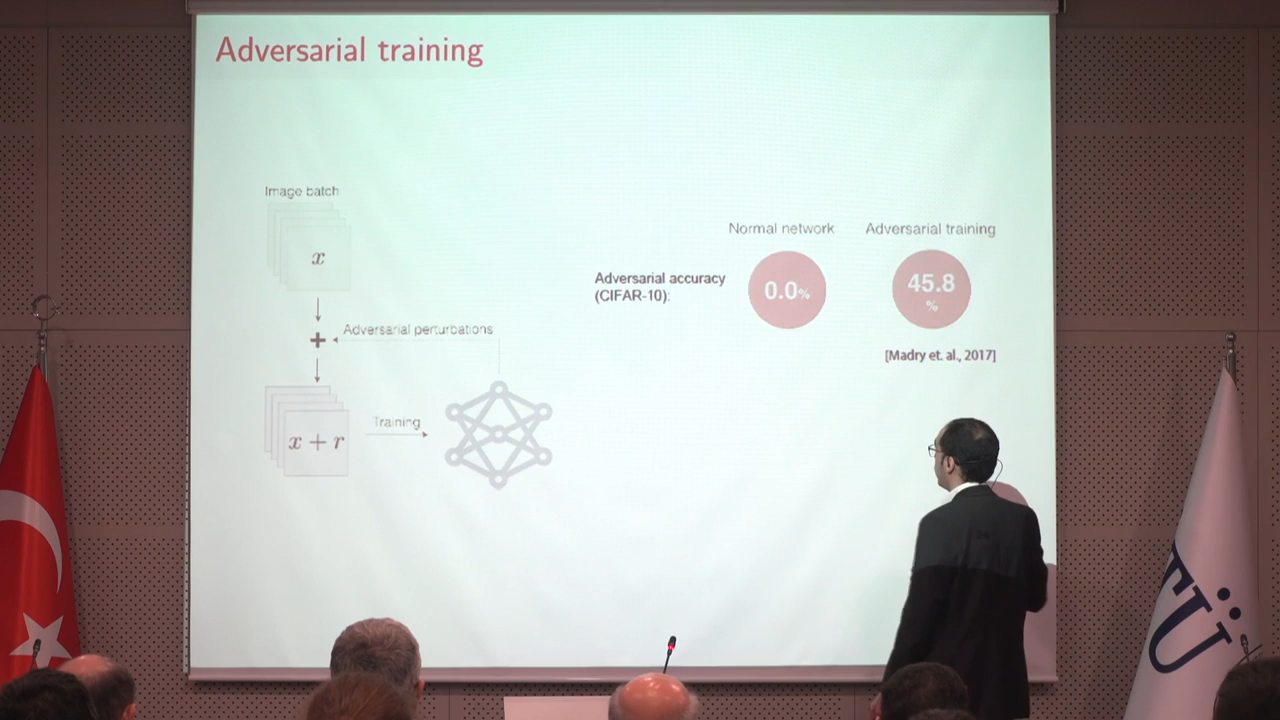 Adversarial training
Image batch
x
+
Adversarial perturbations
x + r
Training
Normal network
Adversarial training
Adversarial accuracy
(CIFAR-10):
0.0%
45.8
%
[Madry et. al., 2017]
TÜ